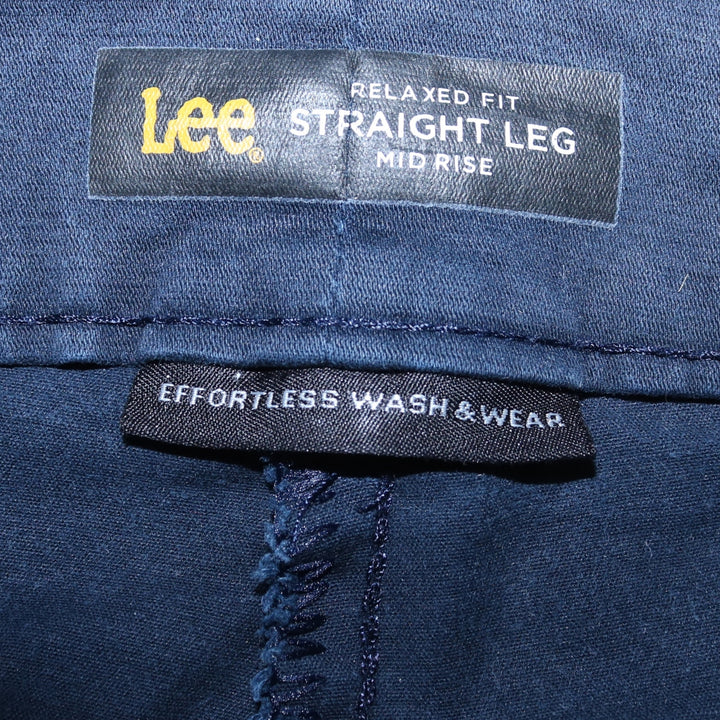 Lee®
RELAXED FIT
STRAIGHT LEG
MID RISE
EFFORTLESS WASH & WEAR